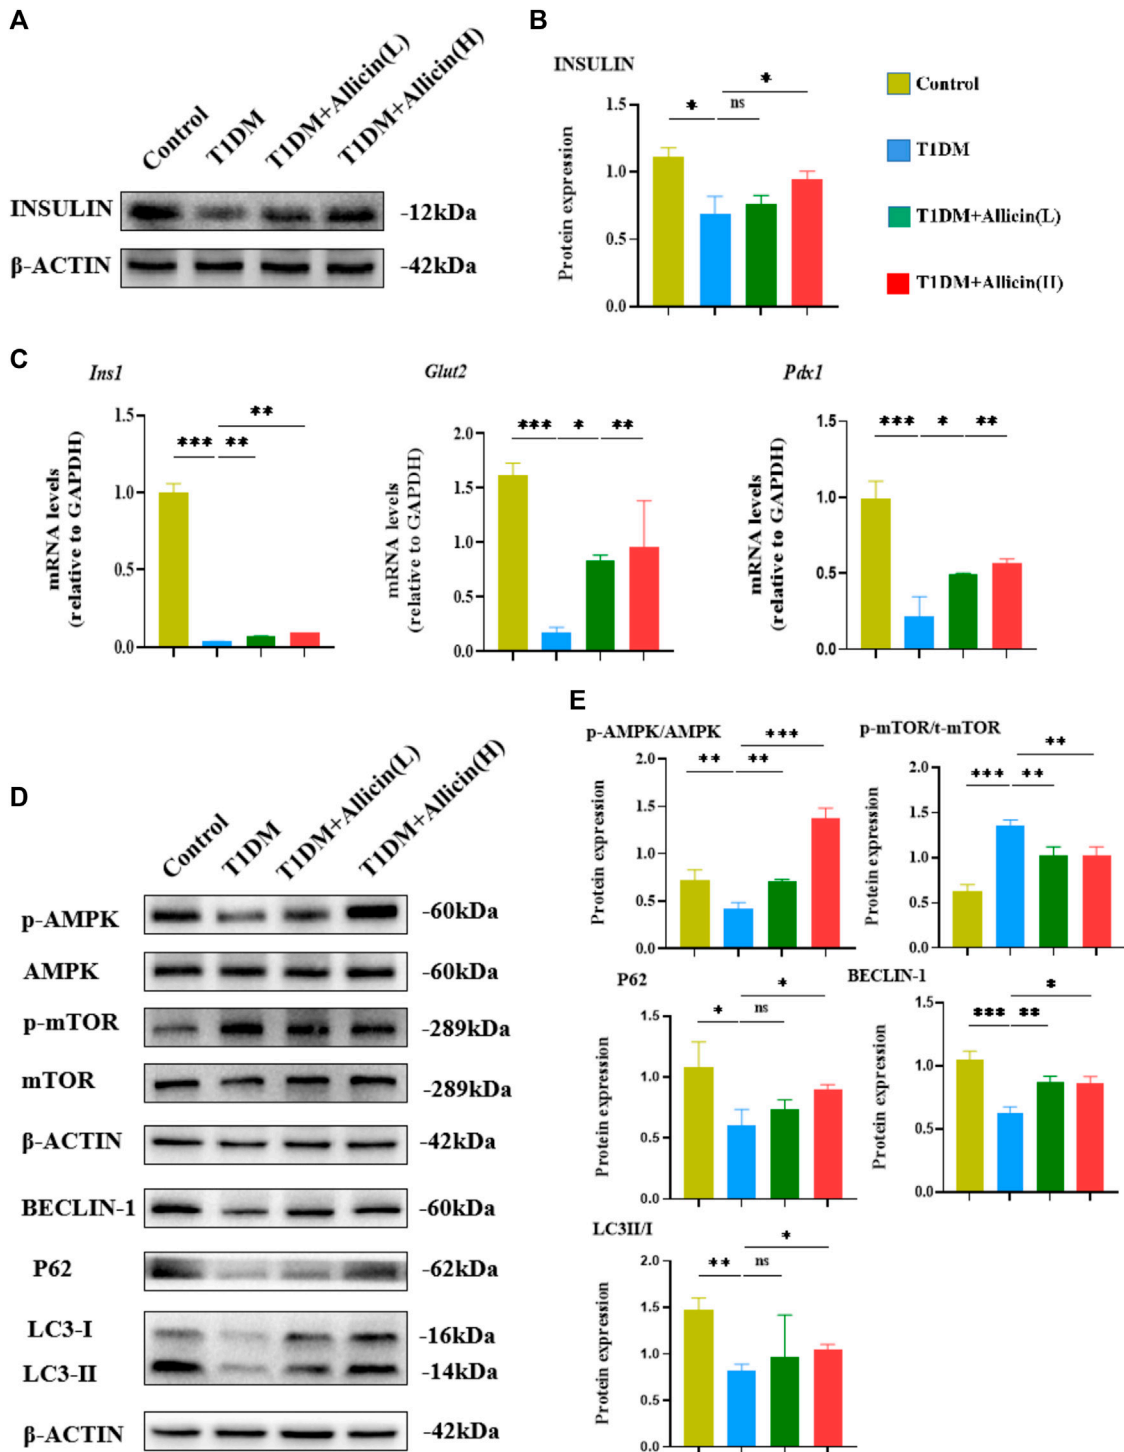 A
Control
T1DM
T1DM+Allicin(L)
T1DM+Allicin(H)
INSULIN
-12kDa
β-ACTIN
-42kDa
B
INSULIN
Protein expression
1.5
1.0
0.5
0.0
*
ns
*
Control
T1DM
T1DM+Allicin(L)
T1DM+Allicin(H)
C
Ins1
mRNA levels
(relative to GAPDH)
1.5
1.0
0.5
0.0
***
**
**
Glut2
mRNA levels
(relative to GAPDH)
2.0
1.5
1.0
0.5
0.0
***
*
**
Pdx1
mRNA levels
(relative to GAPDH)
1.5
1.0
0.5
0.0
***
*
**
D
Control
T1DM
T1DM+Allicin(L)
T1DM+Allicin(H)
p-AMPK
-60kDa
AMPK
-60kDa
p-mTOR
-289kDa
mTOR
-289kDa
β-ACTIN
-42kDa
BECLIN-1
-60kDa
P62
-62kDa
LC3-I
-16kDa
LC3-II
-14kDa
β-ACTIN
-42kDa
E
p-AMPK/AMPK
Protein expression
2.0
1.5
1.0
0.5
0.0
**
**
***
p-mTOR/t-mTOR
Protein expression
2.0
1.5
1.0
0.5
0.0
***
**
**
P62
Protein expression
1.5
1.0
0.5
0.0
*
ns
*
BECLIN-1
Protein expression
1.5
1.0
0.5
0.0
***
**
*
LC3II/I
Protein expression
2.0
1.5
1.0
0.5
0.0
**
ns
*